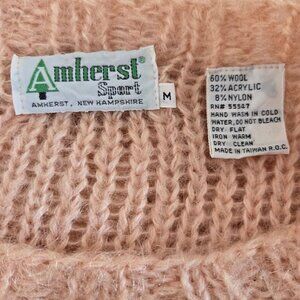 Amherst®
Sport
AMHERST, NEW HAMPSHIRE
M
60% WOOL
32% ACRYLIC
8% NYLON
RN# 55547
HAND WASH IN COLD
WATER, DO NOT BLEACH
DRY FLAT
IRON WARM
DRY CLEAN
MADE IN TAIWAN R.O.C.